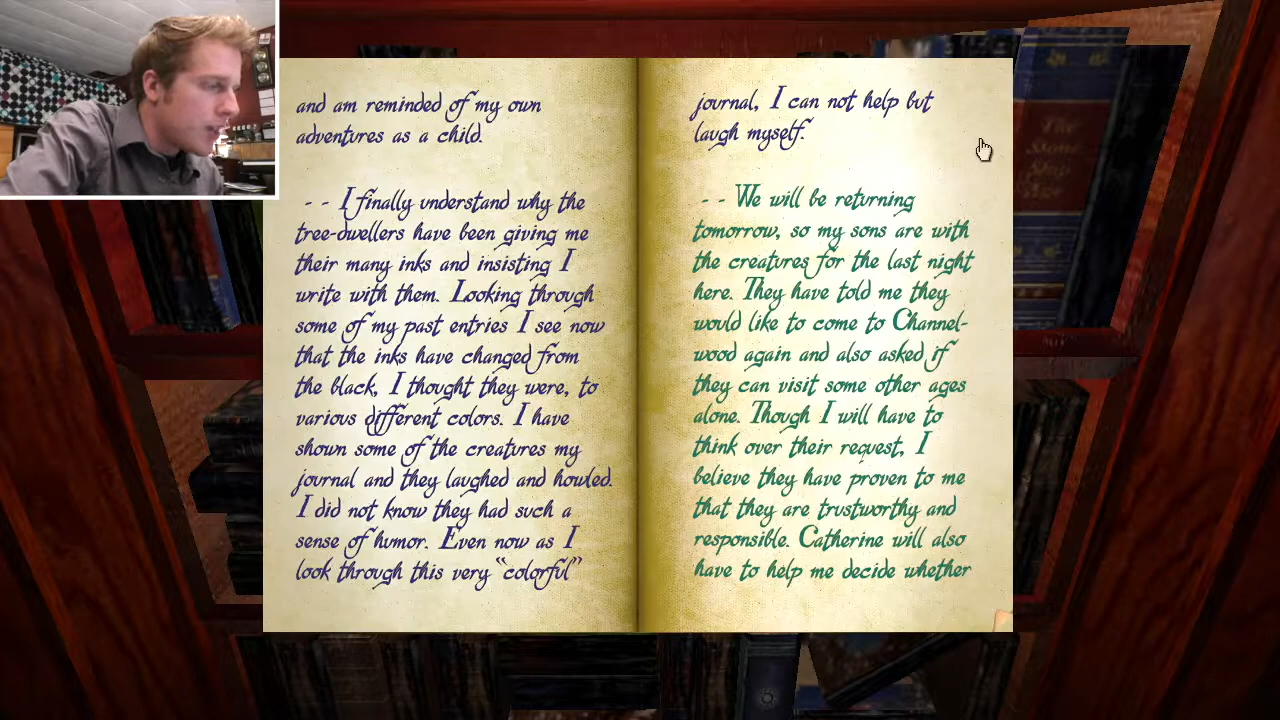 and am reminded of my own
adventures as a child.
- - I finally understand why the
tree-dwellers have been giving me
their many inks and insisting I
write with them. Looking through
some of my past entries I see now
that the inks have changed from
the black, I thought they were, to
various different colors. I have
shown some of the creatures my
journal and they laughed and howled.
I did not know they had such a
sense of humor. Even now as I
look through this very "colorful"
journal, I can not help but
laugh myself.
- - We will be returning
tomorrow, so my sons are with
the creatures for the last night
here. They have told me they
would like to come to Channel-
wood again and also asked if
they can visit some other ages
alone. Though I will have to
think over their request, I
believe they have proven to me
that they are trustworthy and
responsible. Catherine will also
have to help me decide whether